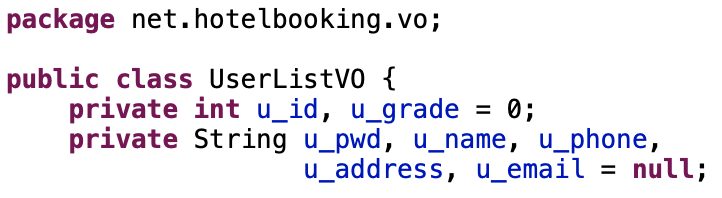 package net.hotelbooking.vo;
public class UserListVO {
private int u_id, u_grade = 0;
private String u_pwd, u_name, u_phone,
u_address, u_email = null;